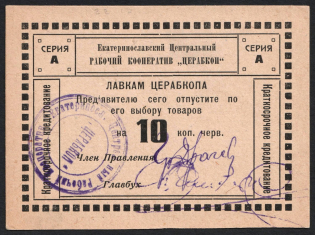 СЕРИЯ
А
Екатеринославский Центральный
РАБОЧИЙ КООПЕРАТИВ „ЦЕРАБКОП“
СЕРИЯ
А
Краткосрочное кредитование
ЛАВКАМ ЦЕРАБКОПА
Предъявителю сего отпустите по
его выбору товаров
на 10 коп. черв.
Член Правления
Главбух
Краткосрочное кредитование